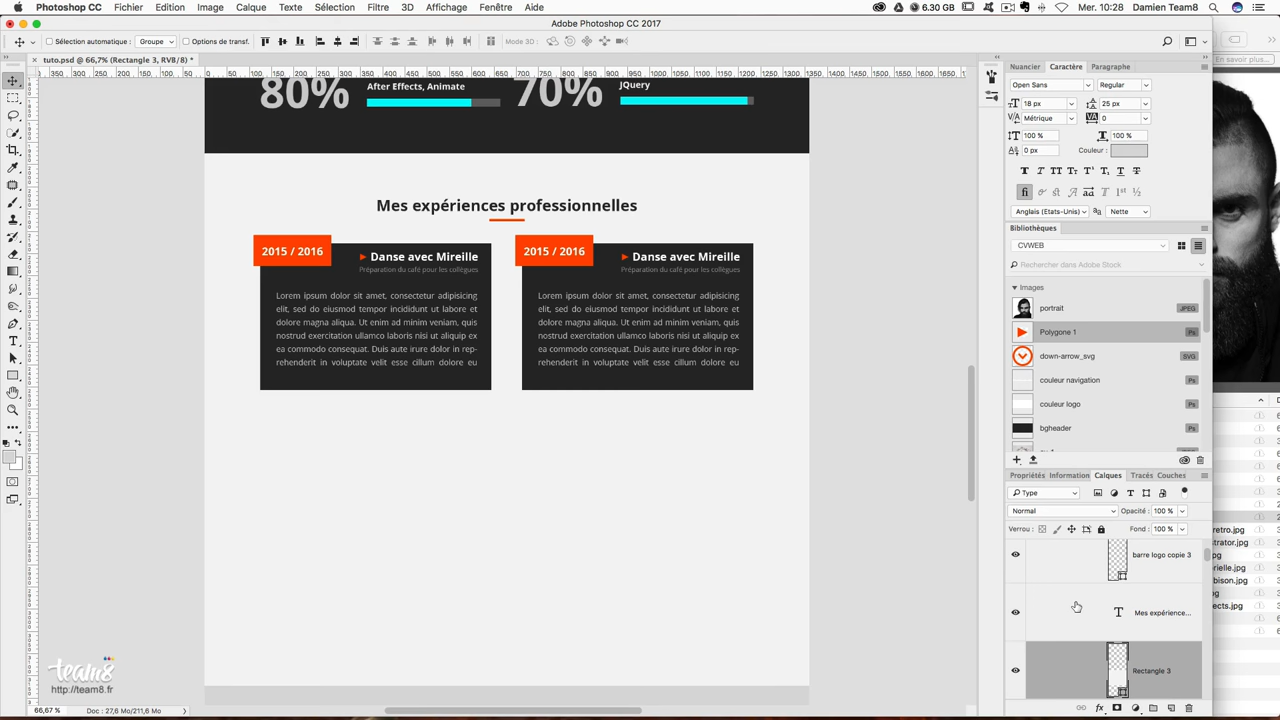 Photoshop Fichier Edition Image Calque Texte Sélection Filtre 3D Affichage Fenêtre Aide 6.30 GB Mer. 10:28 Damien Team8
Adobe Photoshop CC 2017
Sélection automatique : Groupe Options de transf. Mode 3D :
tuto.psd @ 66,7% (Rectangle 3, RVB/8) *
En savoir plus...
80%
After Effects, Animate
70%
JQuery
Mes expériences professionnelles
2015 / 2016
Danse avec Mireille
Préparation du café pour les collègues
Lorem ipsum dolor sit amet, consectetur adipisicing
elit, sed do eiusmod tempor incididunt ut labore et
dolore magna aliqua. Ut enim ad minim veniam, quis
nostrud exercitation ullamco laboris nisi ut aliquip ex
ea commodo consequat. Duis aute irure dolor in rep-
rehenderit in voluptate velit esse cillum dolore eu
2015 / 2016
Danse avec Mireille
Préparation du café pour les collègues
Lorem ipsum dolor sit amet, consectetur adipisicing
elit, sed do eiusmod tempor incididunt ut labore et
dolore magna aliqua. Ut enim ad minim veniam, quis
nostrud exercitation ullamco laboris nisi ut aliquip ex
ea commodo consequat. Duis aute irure dolor in rep-
rehenderit in voluptate velit esse cillum dolore eu
team8
http://team8.fr
66,67% Doc : 27,6 Mo/211,6 Mo
Nuancier Caractère Paragraphe
Open Sans Regular
18 px 25 px
Métrique 0
100 % 100 %
0 px Couleur :
Anglais (Etats-Unis) Nette
Bibliothèques
CVWEB
Rechercher dans Adobe Stock
Images
portrait JPEG
Polygone 1 Ps
down-arrow_svg SVG
couleur navigation Ps
couleur logo Ps
bgheader Ps
Propriétés Information Calques Tracés Couches
Type
Normal Opacité : 100 %
Verrou : Fond : 100 %
barre logo copie 3
Mes expérience...
Rectangle 3